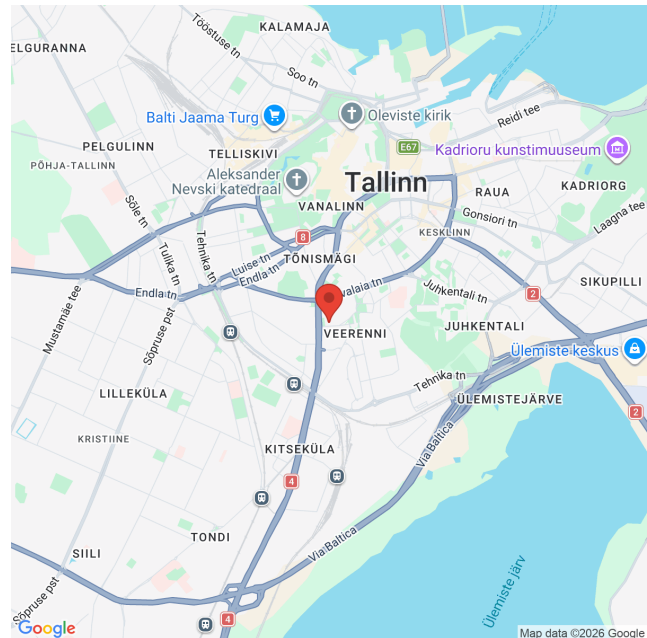 KALAMAJA
ELGURANNA
Tööstuse tn
Soo tn
Balti Jaama Turg
Oleviste kirik
Reidi tee
E67
PELGULINN
TELLISKIVI
Kadrioru kunstimuuseum
PÕHJA-TALLINN
Aleksander
Nevski katedraal
Tallinn
RAUA
KADRIORG
VANALINN
Sõle tn
Gonsiori tn
Laagna tee
KESKLINN
8
Tulika tn
Tehnika tn
Luise tn
Endla tn
TÕNISMÄGI
SIKUPILLI
Endla tn
valaia tn
Juhkentali tn
2
Mustamäe tee
Sõpruse pst
VEERENNI
JUHKENTALI
Ülemiste keskus
LILLEKÜLA
Tehnika tn
ÜLEMISTEJÄRVE
2
KRISTIINE
KITSEKÜLA
Via Baltica
4
TONDI
SIILI
Via Baltica
Sõpruse pst
Ülemiste järv
4
Google
Map data ©2026 Google